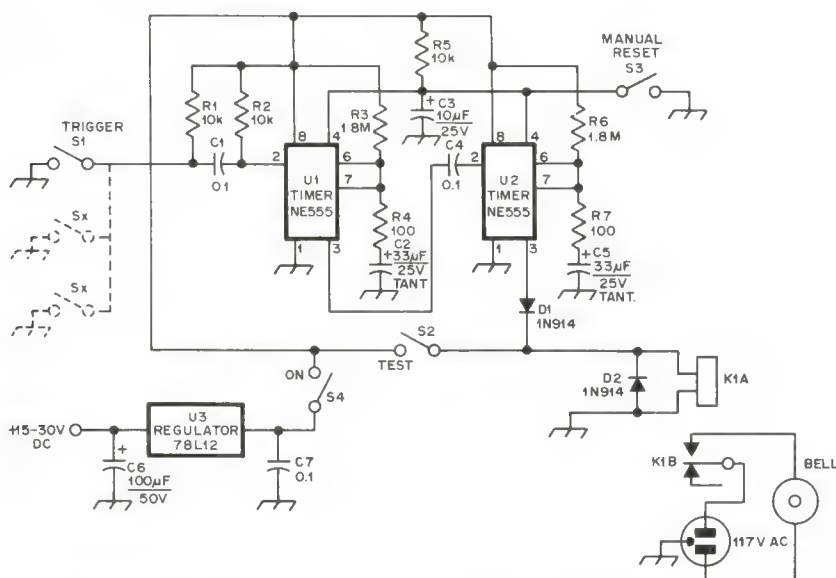 R5
10k
MANUAL
RESET
S3
R1
10k
R2
10k
R3
1.8M
+
C3
10µF
25V
R6
1.8M
TRIGGER
S1
C1
0.1
8
4
2
6
7
U1
TIMER
NE555
1
3
C4
0.1
8
4
2
6
7
U2
TIMER
NE555
1
3
R4
100
C2
+
33µF
25V
TANT
R7
100
+
C5
33µF
25V
TANT.
Sx
Sx
D1
1N914
S2
TEST
ON
S4
D2
1N914
K1A
+15-30V
DC
U3
REGULATOR
78L12
+
C6
100µF
50V
C7
0.1
K1B
BELL
117V AC